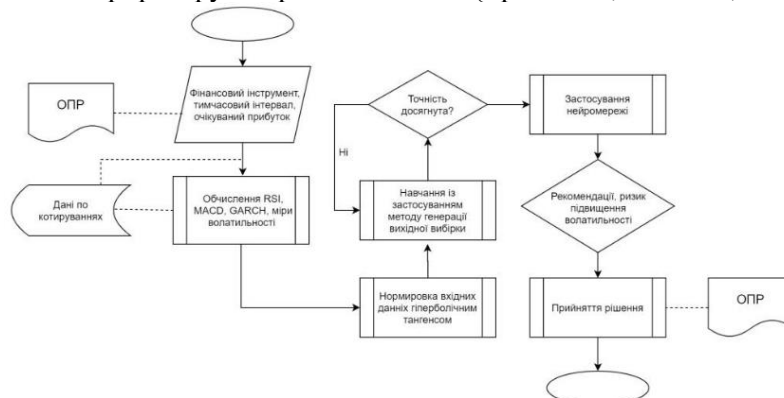 ОПР
Фінансовий інструмент,
тимчасовий інтервал,
очікуваний прибуток
Дані по
котируваннях
Обчислення RSI,
MACD, GARCH, міри
волатильності
Точність
досягнута?
Ні
Навчання із
застосуванням
методу генерації
вихідної вибірки
Нормировка вхідних
данніх гіперболічним
тангенсом
Застосування
нейромережі
Рекомендації, ризик
підвищення
волатильності
Прийняття рішення
ОПР